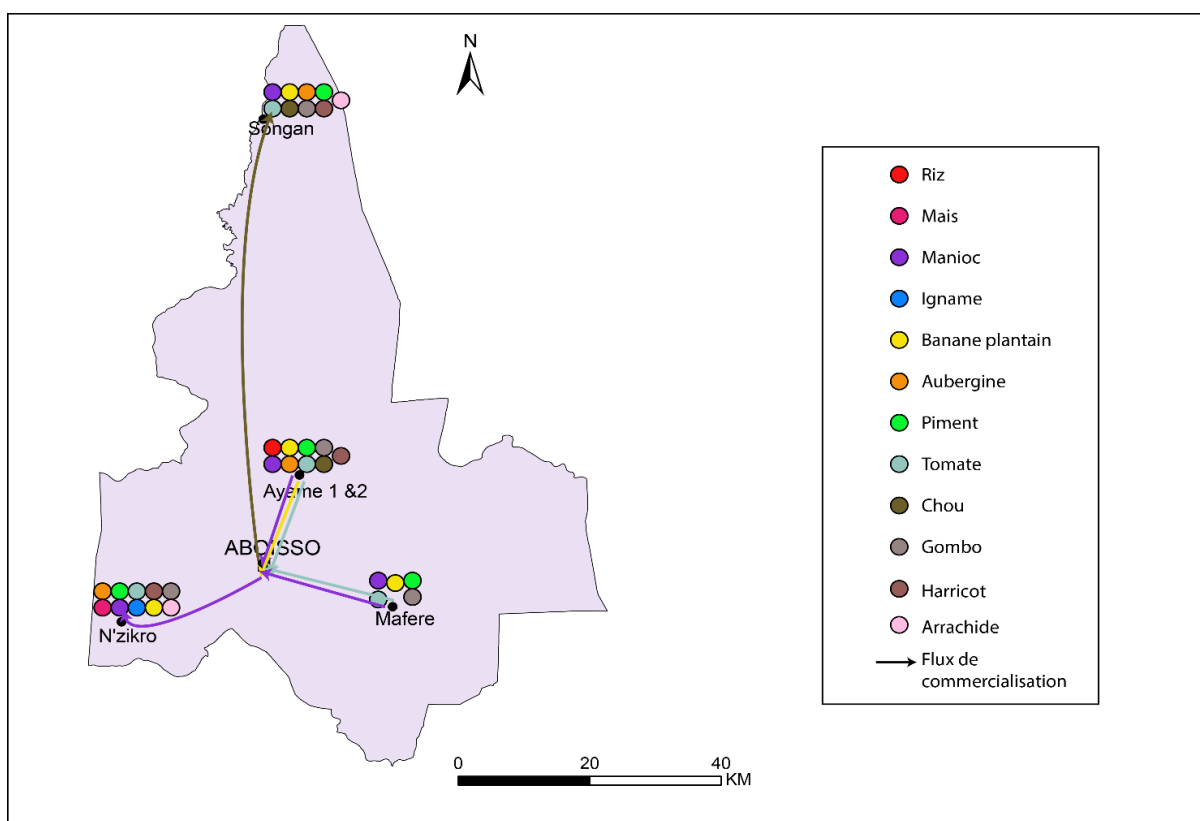 N
Songan
Ayame 1 &2
ABOISSO
Mafere
N'zikro
0 20 40
KM
Riz
Mais
Manioc
Igname
Banane plantain
Aubergine
Piment
Tomate
Chou
Gombo
Harricot
Arrachide
Flux de
commercialisation